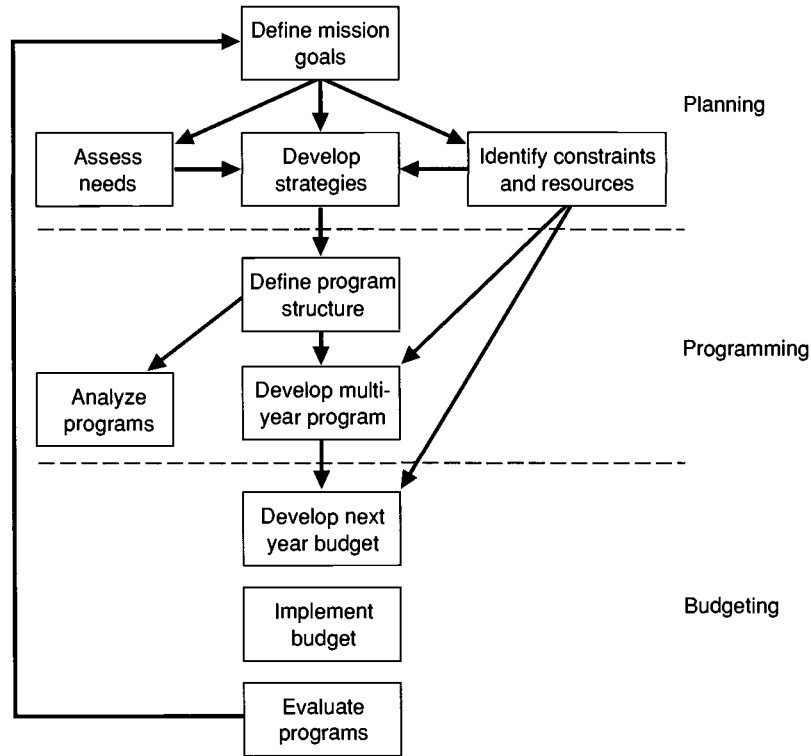 Define mission
goals
Planning
Assess
needs
Develop
strategies
Identify constraints
and resources
Define program
structure
Programming
Analyze
programs
Develop multi-
year program
Develop next
year budget
Implement
budget
Budgeting
Evaluate
programs